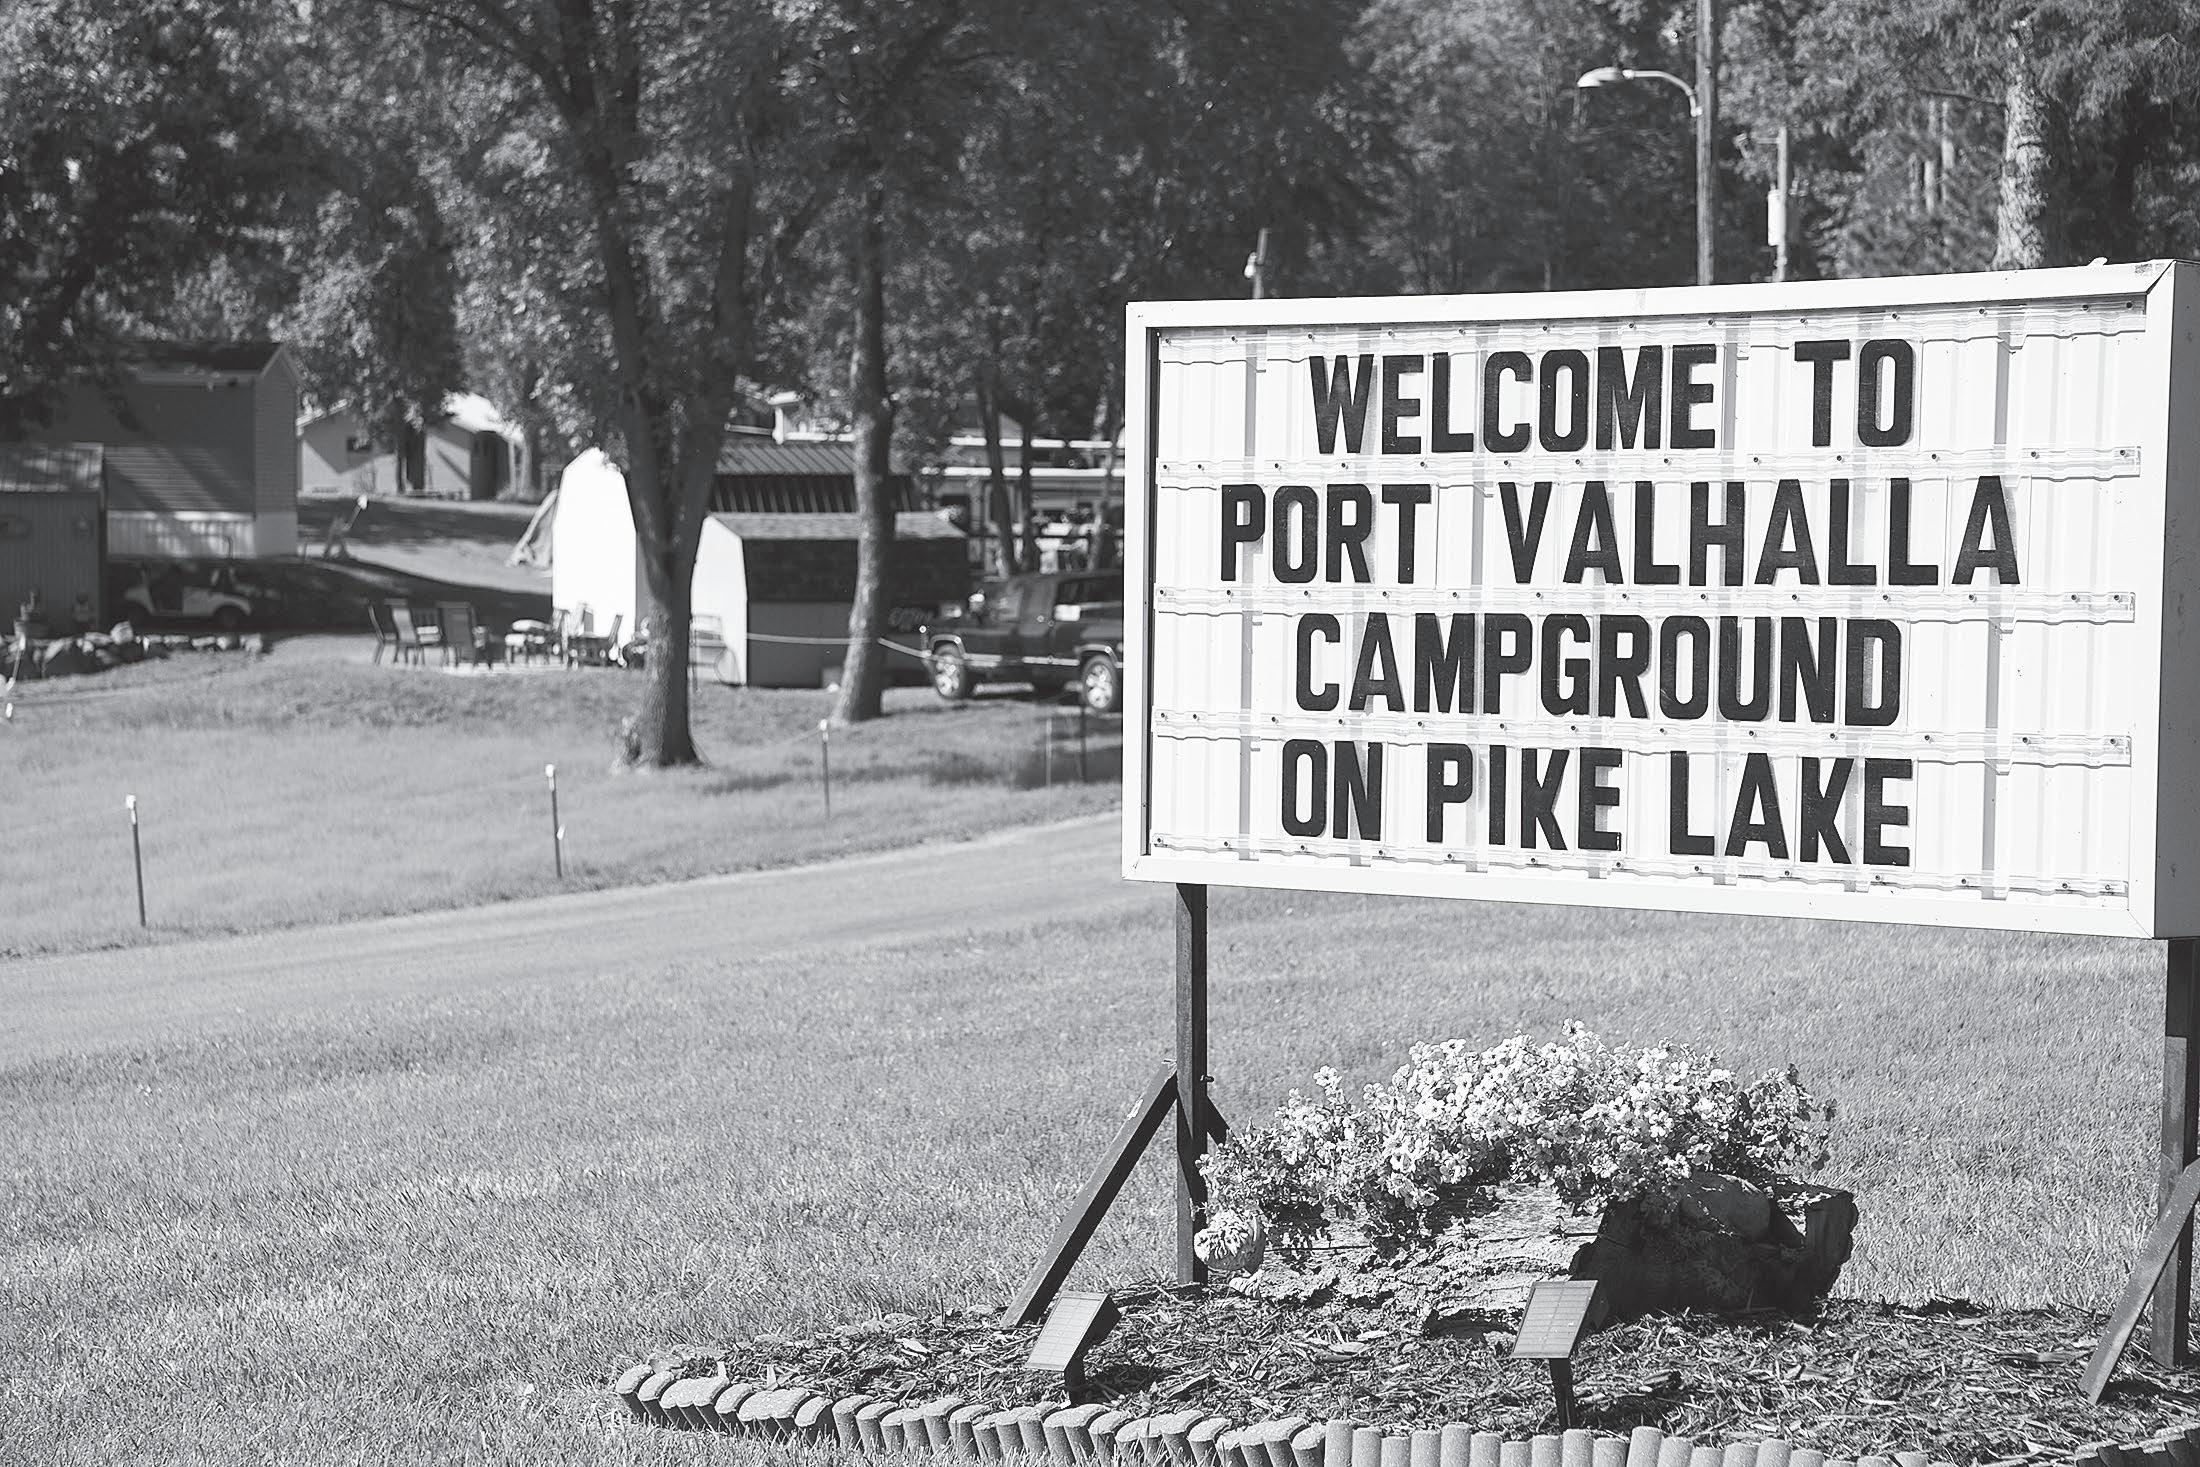 WELCOME TO
PORT VALHALLA
CAMPGROUND
ON PIKE LAKE